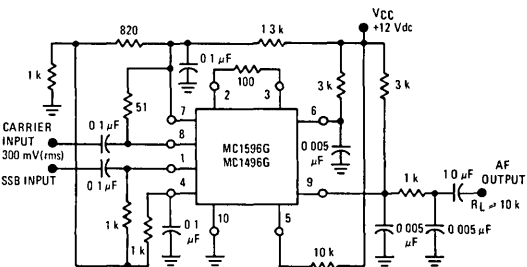 VCC
+12 Vdc
820
1 3 k
1 k
0 1 µF
100
3 k
3 k
51
2
3
7
6
CARRIER
INPUT
300 mV(rms)
0 1 µF
8
MC1596G
MC1496G
0 005
µF
SSB INPUT
0 1 µF
1
9
1 k
1 0 µF
AF
OUTPUT
RL ≈ 10 k
4
1 k
1 k
0 1
µF
10
5
10 k
0 005
µF
0 005 µF